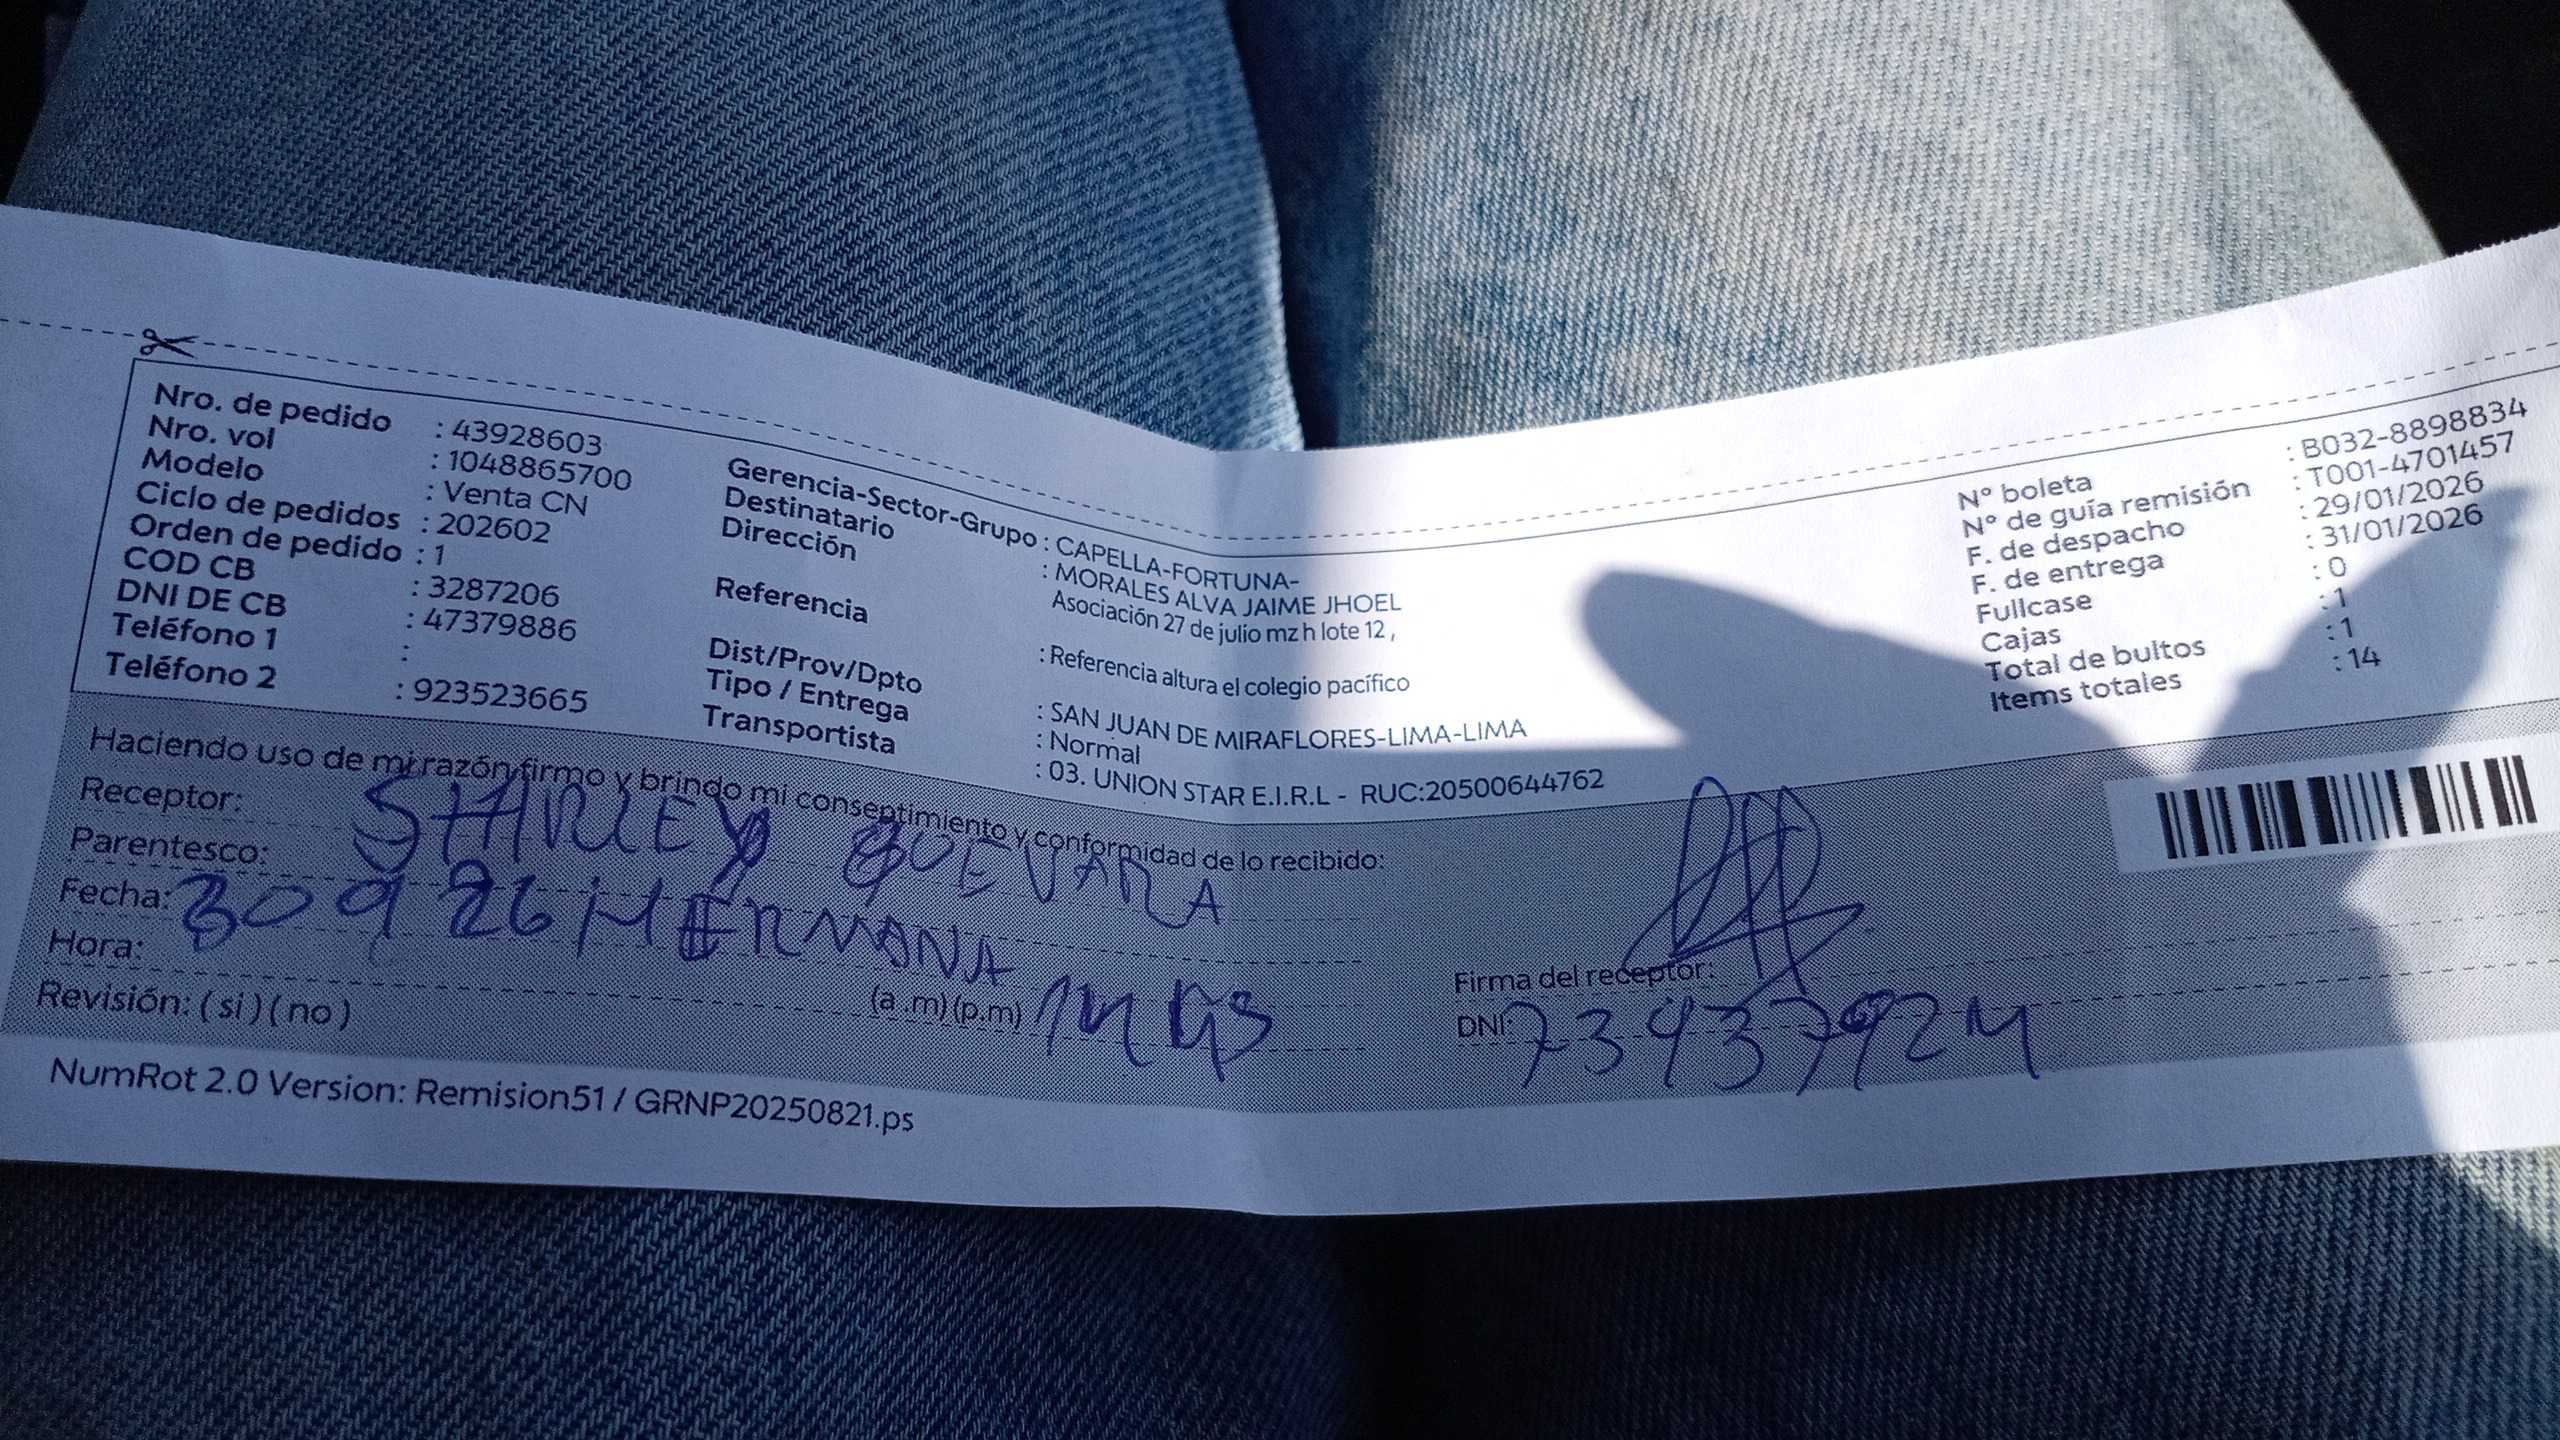 Nro. de pedido : 43928603
Nro. vol : 1048865700
Modelo : Venta CN
Ciclo de pedidos : 202602
Orden de pedido : 1
COD CB : 3287206
DNI DE CB : 47379886
Teléfono 1 :
Teléfono 2 : 923523665
Gerencia-Sector-Grupo : CAPELLA-FORTUNA-
Destinatario : MORALES ALVA JAIME JHOEL
Dirección Asociación 27 de julio mz h lote 12 ,
Referencia : Referencia altura el colegio pacífico
Dist/Prov/Dpto : SAN JUAN DE MIRAFLORES-LIMA-LIMA
Tipo / Entrega : Normal
Transportista : 03. UNION STAR E.I.R.L - RUC:20500644762
N° boleta : B032-8898834
N° de guía remisión : T001-4701457
F. de despacho : 29/01/2026
F. de entrega : 31/01/2026
Fullcase : 0
Cajas : 1
Total de bultos : 1
Items totales : 14
Haciendo uso de mi razón firmo y brindo mi consentimiento y conformidad de lo recibido:
Receptor:
Parentesco: HERMANA
Fecha:
Hora: (a .m) (p.m)
Revisión: ( si ) ( no )
Firma del receptor:
DNI:
NumRot 2.0 Version: Remision51 / GRNP20250821.ps